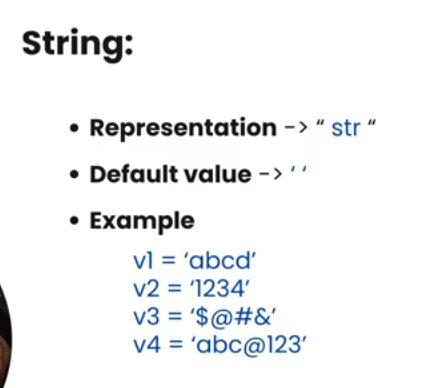 String:
• Representation -> “ str “
• Default value -> ‘ ‘
• Example
v1 = ‘abcd’
v2 = ‘1234’
v3 = ‘$@#&’
v4 = ‘abc@123’